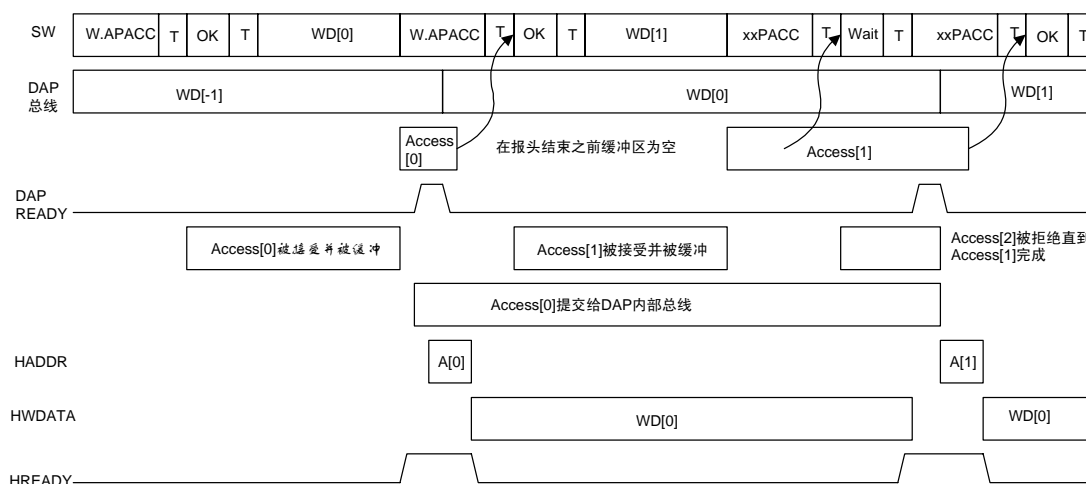 SW W.APACC T OK T WD[0] W.APACC T OK T WD[1] xxPACC T Wait T xxPACC T OK T
DAP
总线
WD[-1] WD[0] WD[1]
Access
[0]
在报头结束之前缓冲区为空
Access[1]
DAP
READY
Access[0]被接受并被缓冲
Access[1]被接受并被缓冲
Access[2]被拒绝直到
Access[1]完成
Access[0]提交给DAP内部总线
HADDR A[0] A[1]
HWDATA WD[0] WD[0]
HREADY